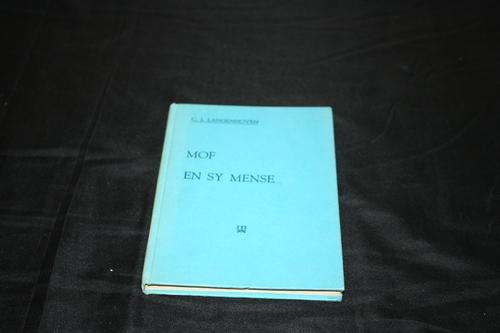 C. J. LANGENHOVEN
MOF
EN SY MENSE